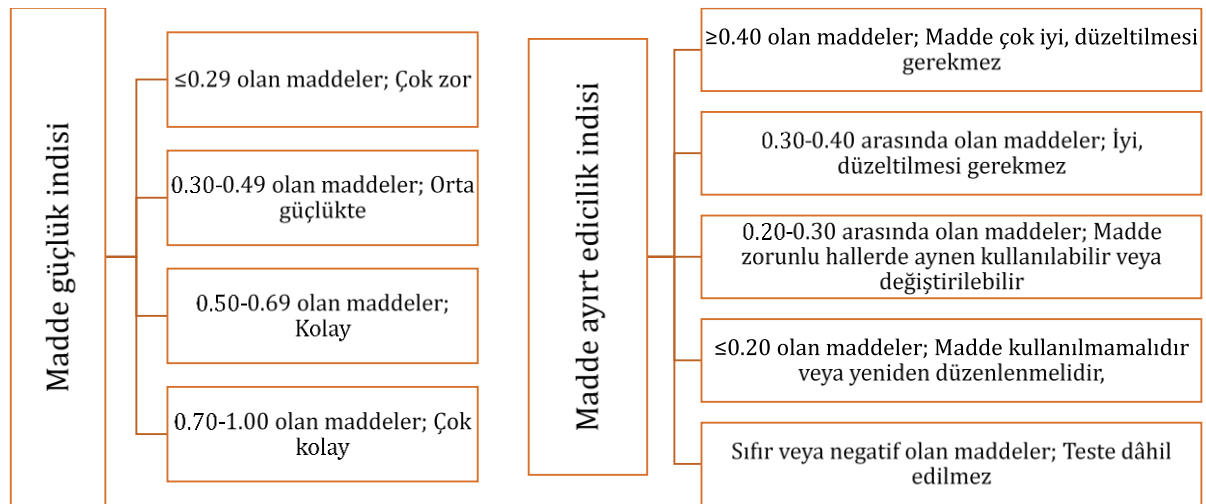 Madde güçlük indisi
≤0.29 olan maddeler; Çok zor
0.30-0.49 olan maddeler; Orta
güçlükte
0.50-0.69 olan maddeler;
Kolay
0.70-1.00 olan maddeler; Çok
kolay
Madde ayırt edicilik indisi
≥0.40 olan maddeler; Madde çok iyi, düzeltilmesi
gerekmez
0.30-0.40 arasında olan maddeler; İyi,
düzeltilmesi gerekmez
0.20-0.30 arasında olan maddeler; Madde
zorunlu hallerde aynen kullanılabilir veya
değiştirilebilir
≤0.20 olan maddeler; Madde kullanılmamalıdır
veya yeniden düzenlenmelidir,
Sıfır veya negatif olan maddeler; Teste dâhil
edilmez